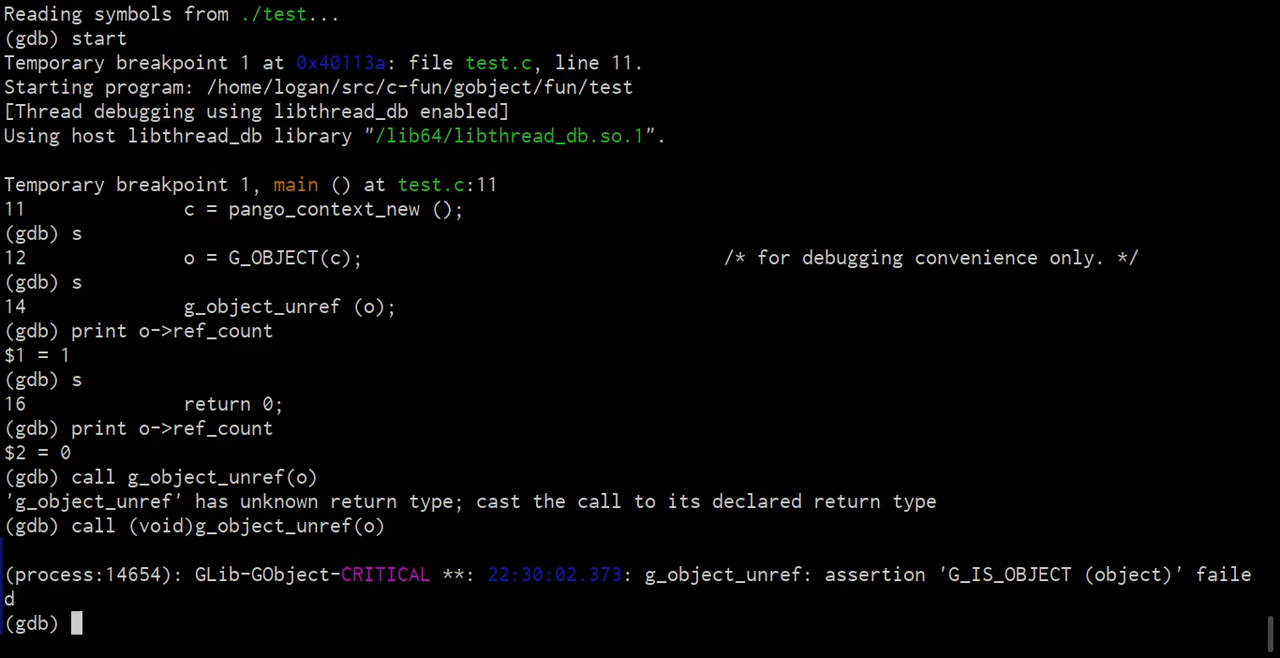 Reading symbols from ./test...
(gdb) start
Temporary breakpoint 1 at 0x40113a: file test.c, line 11.
Starting program: /home/logan/src/c-fun/gobject/fun/test
[Thread debugging using libthread_db enabled]
Using host libthread_db library "/lib64/libthread_db.so.1".

Temporary breakpoint 1, main () at test.c:11
11              c = pango_context_new ();
(gdb) s
12              o = G_OBJECT(c);                                /* for debugging convenience only. */
(gdb) s
14              g_object_unref (o);
(gdb) print o->ref_count
$1 = 1
(gdb) s
16              return 0;
(gdb) print o->ref_count
$2 = 0
(gdb) call g_object_unref(o)
'g_object_unref' has unknown return type; cast the call to its declared return type
(gdb) call (void)g_object_unref(o)

(process:14654): GLib-GObject-CRITICAL **: 22:30:02.373: g_object_unref: assertion 'G_IS_OBJECT (object)' faile
d
(gdb)